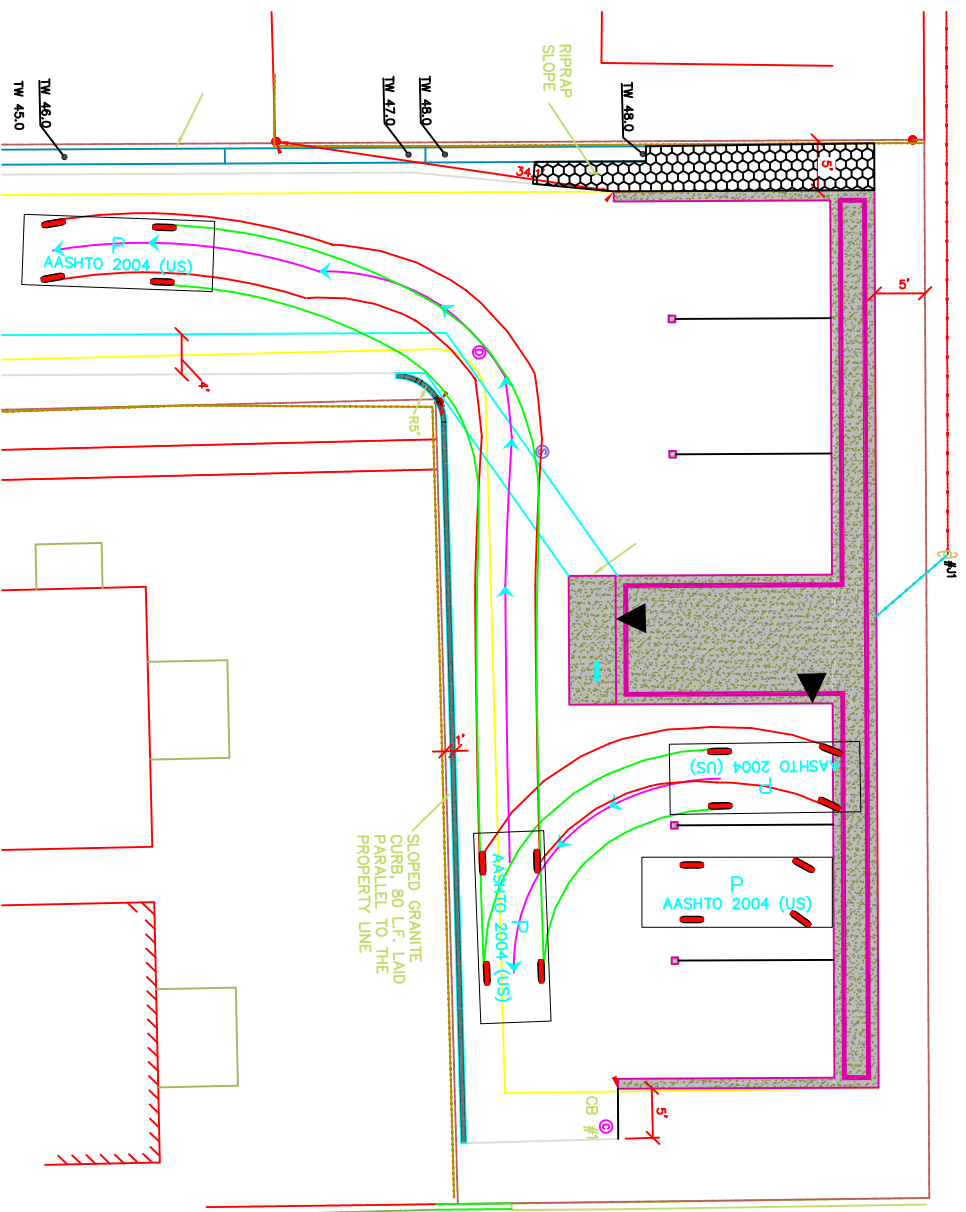 RIPRAP
SLOPE
TW 48.0
TW 48.0
TW 47.0
TW 46.0
TW 45.0
5'
34.1
5'
P
AASHTO 2004 (US)
4'
R5'
D
S
#J1
1'
SLOPED GRANITE
CURB, 80 L.F. LAID
PARALLEL TO THE
PROPERTY LINE
P
AASHTO 2004 (US)
P
AASHTO 2004 (US)
P
AASHTO 2004 (US)
CB #1
C
5'